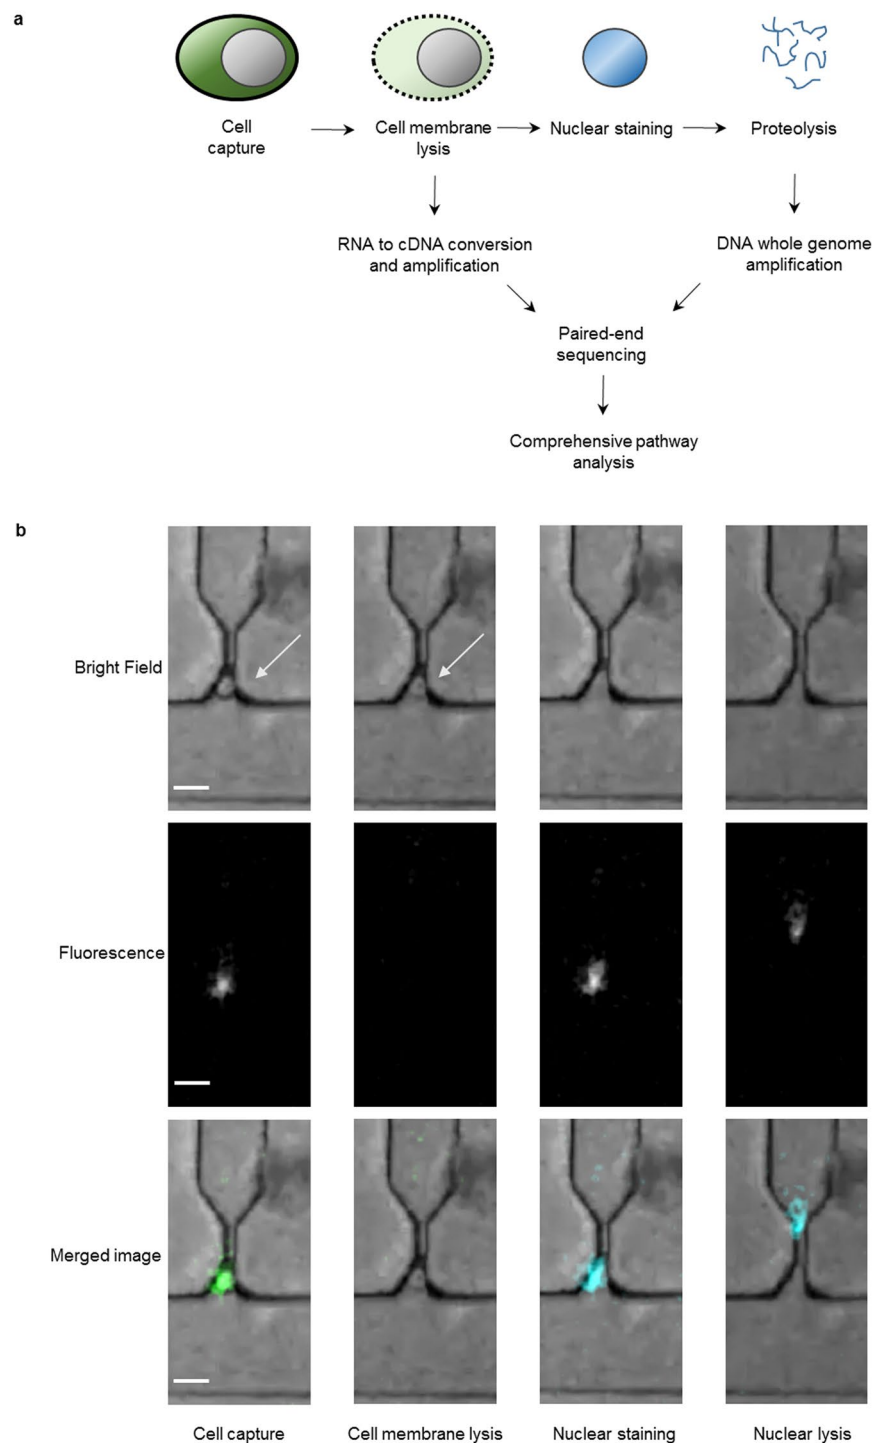 a
Cell
capture
Cell membrane
lysis
Nuclear staining
Proteolysis
RNA to cDNA conversion
and amplification
DNA whole genome
amplification
Paired-end
sequencing
Comprehensive pathway
analysis
b
Bright Field
Fluorescence
Merged image
Cell capture
Cell membrane lysis
Nuclear staining
Nuclear lysis